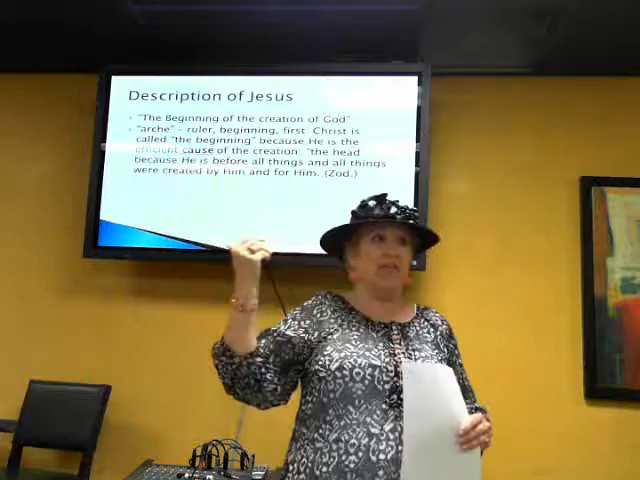 Description of Jesus
"The Beginning of the creation of God"
"arche" - ruler, beginning, first. Christ is
called "the beginning" because He is the
efficient cause of the creation; "the head
because He is before all things and all things
were created by Him and for Him. (Zod.)